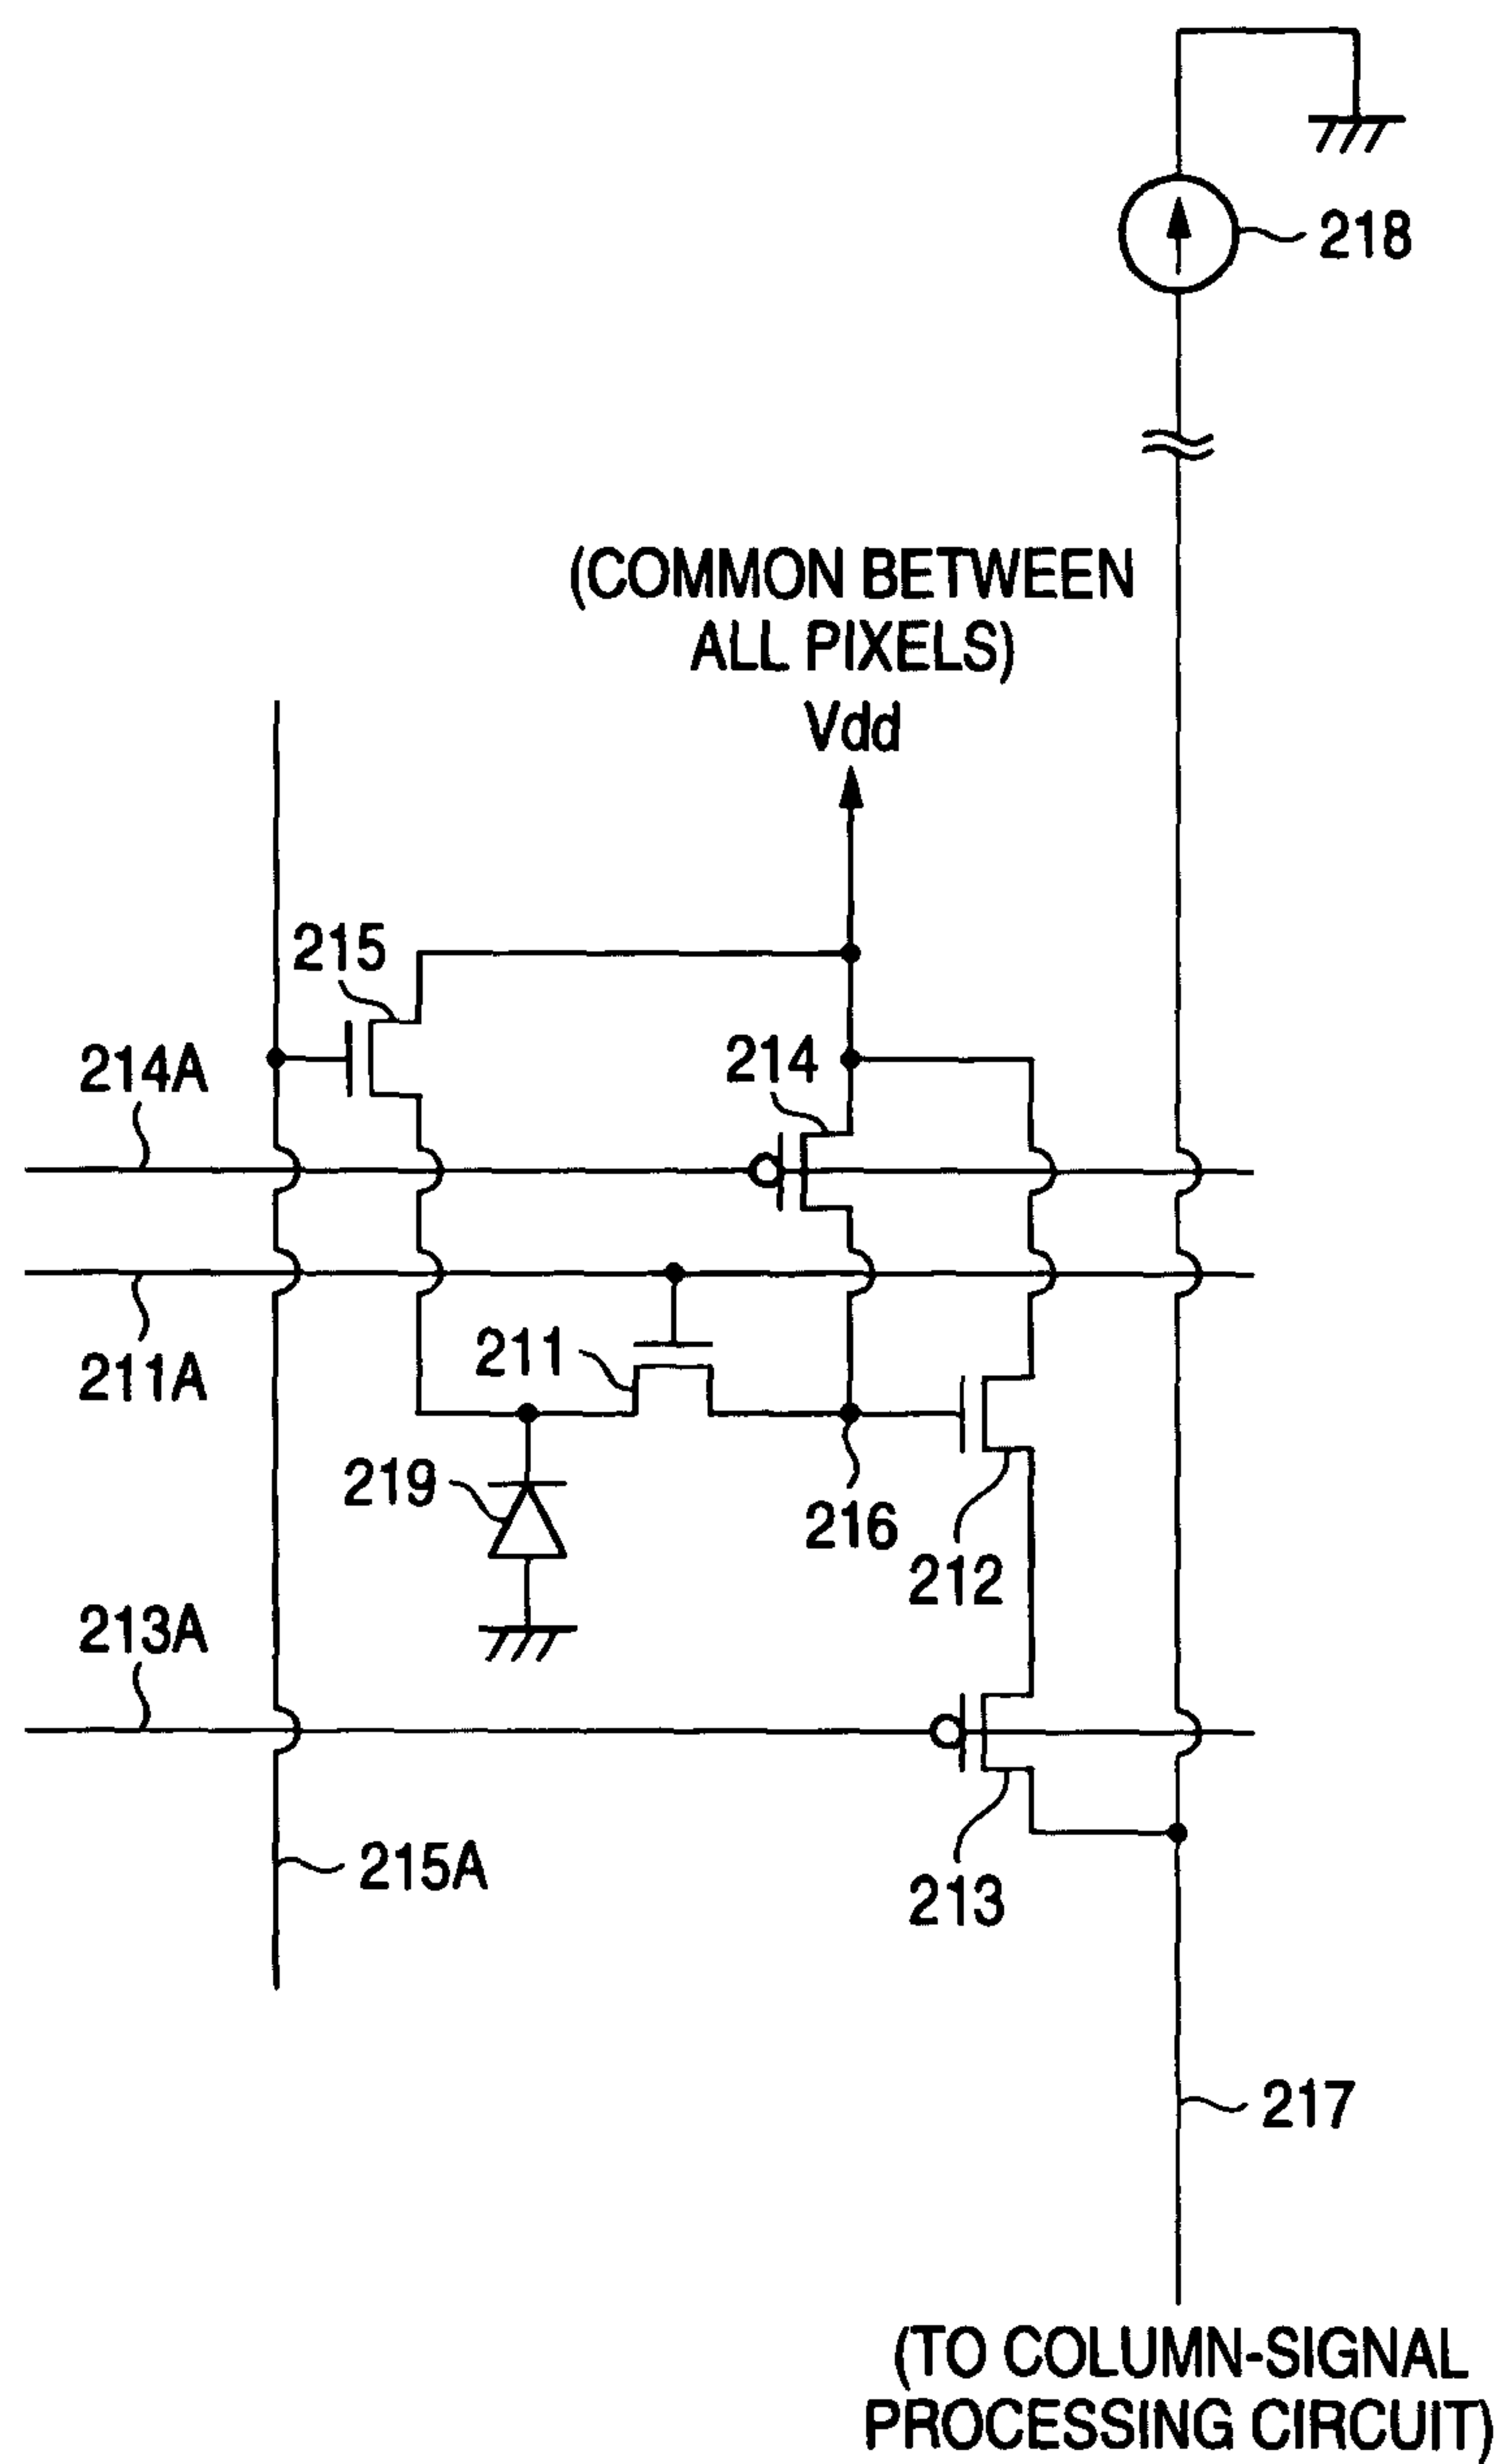 218
(COMMON BETWEEN
ALL PIXELS)
Vdd
215
214
214A
211
211A
219
216
212
213A
215A
213
217
(TO COLUMN-SIGNAL
PROCESSING CIRCUIT)